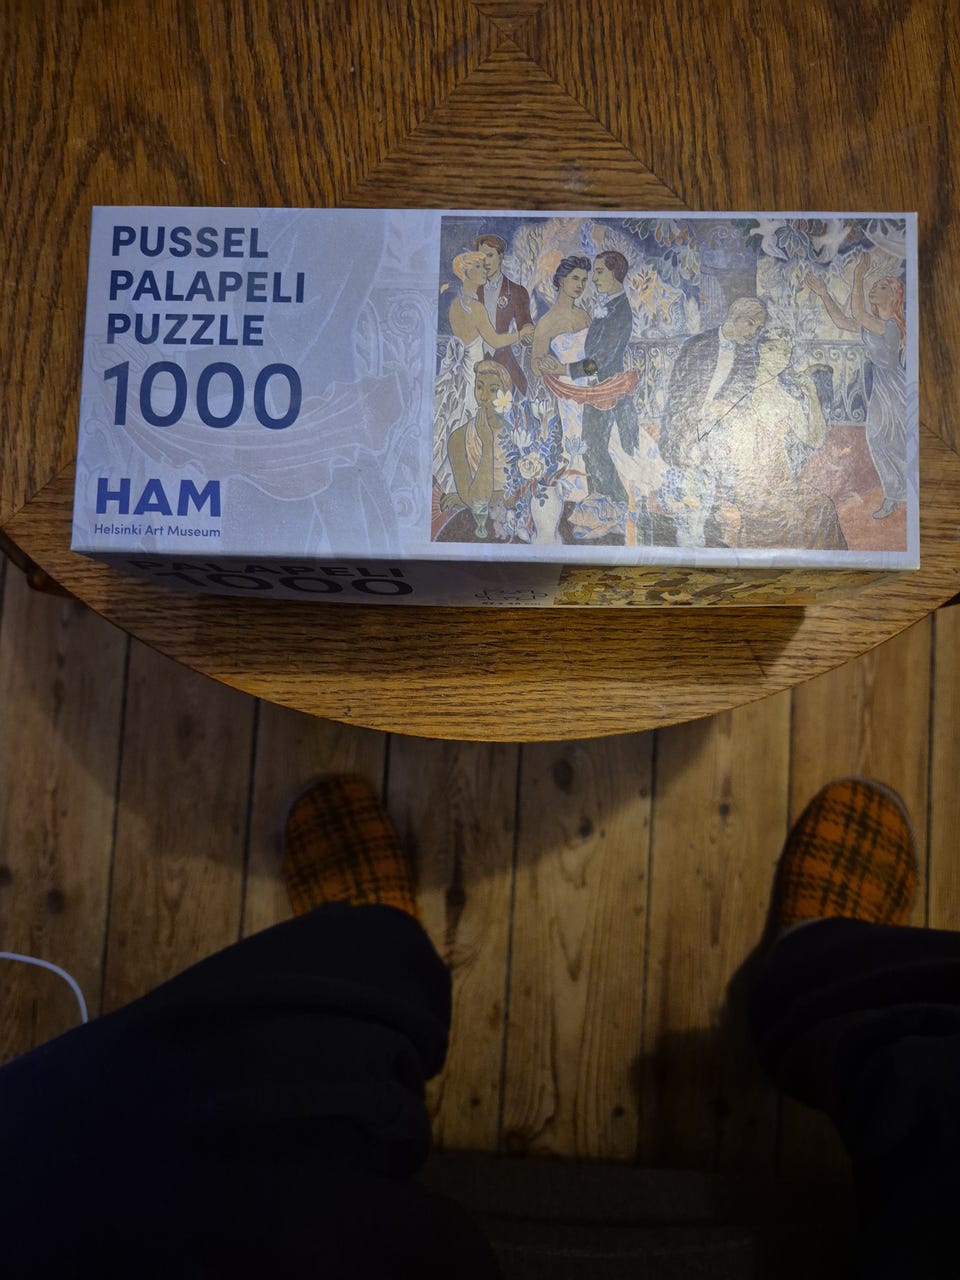 PUSSEL
PALAPELI
PUZZLE
1000
HAM
Helsinki Art Museum
PALAPELI
1000